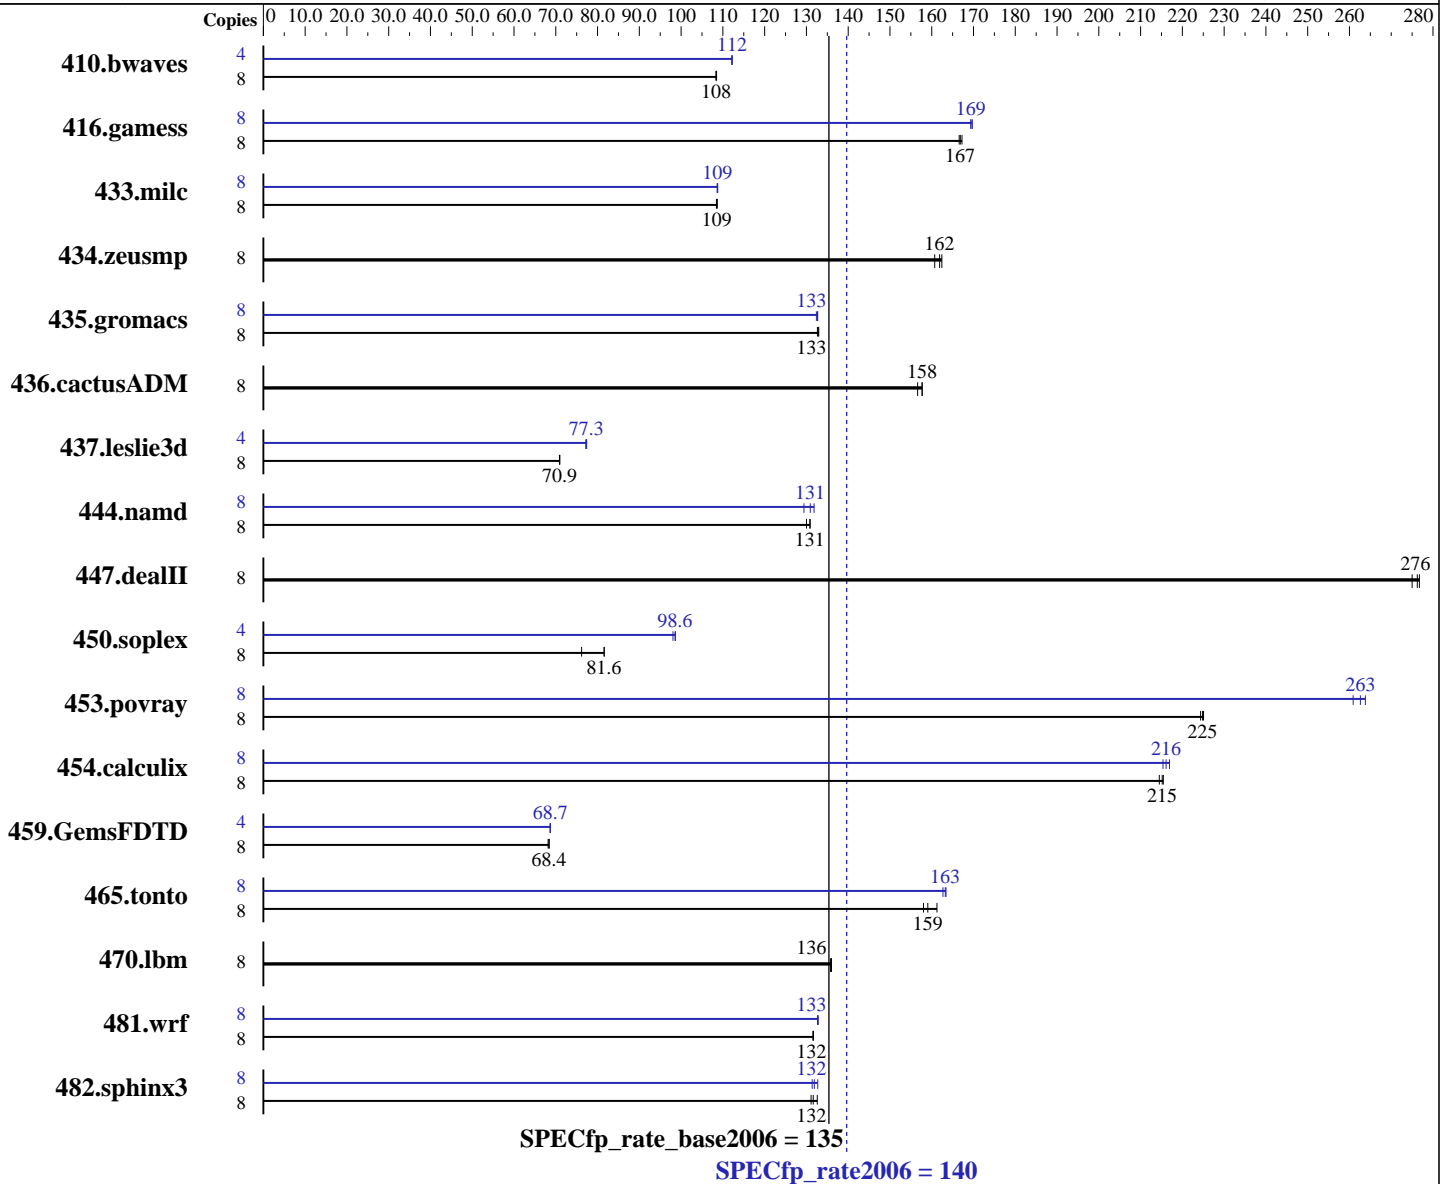 Copies 0 10.0 20.0 30.0 40.0 50.0 60.0 70.0 80.0 90.0 100 110 120 130 140 150 160 170 180 190 200 210 220 230 240 250 260 280
410.bwaves 4 112
8 108
416.gamess 8 169
8 167
433.milc 8 109
8 109
434.zeusmp 8 162
435.gromacs 8 133
8 133
436.cactusADM 8 158
437.leslie3d 4 77.3
8 70.9
444.namd 8 131
8 131
447.dealII 8 276
450.soplex 4 98.6
8 81.6
453.povray 8 263
8 225
454.calculix 8 216
8 215
459.GemsFDTD 4 68.7
8 68.4
465.tonto 8 163
8 159
470.lbm 8 136
481.wrf 8 133
8 132
482.sphinx3 8 132
8 132
SPECfp_rate_base2006 = 135
SPECfp_rate2006 = 140